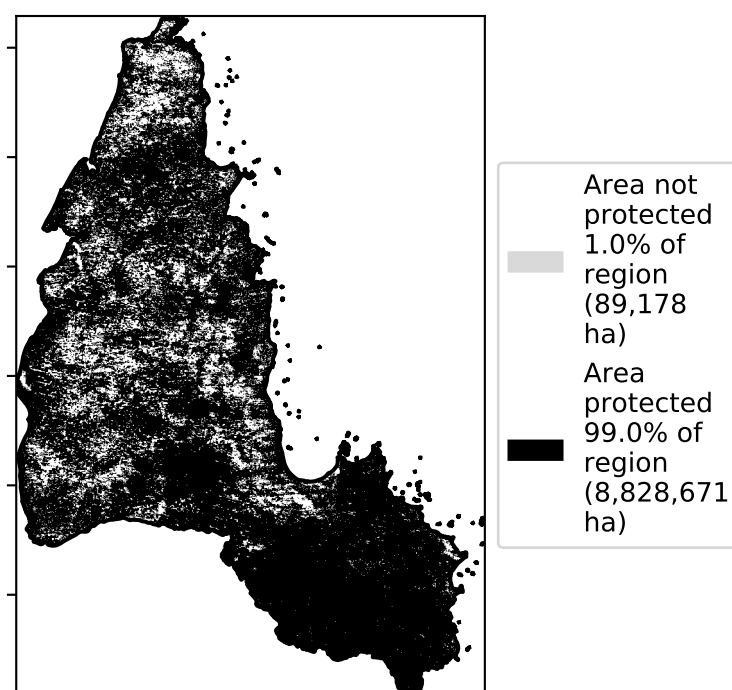 Area not
protected
1.0% of
region
(89,178
ha)
Area
protected
99.0% of
region
(8,828,671
ha)